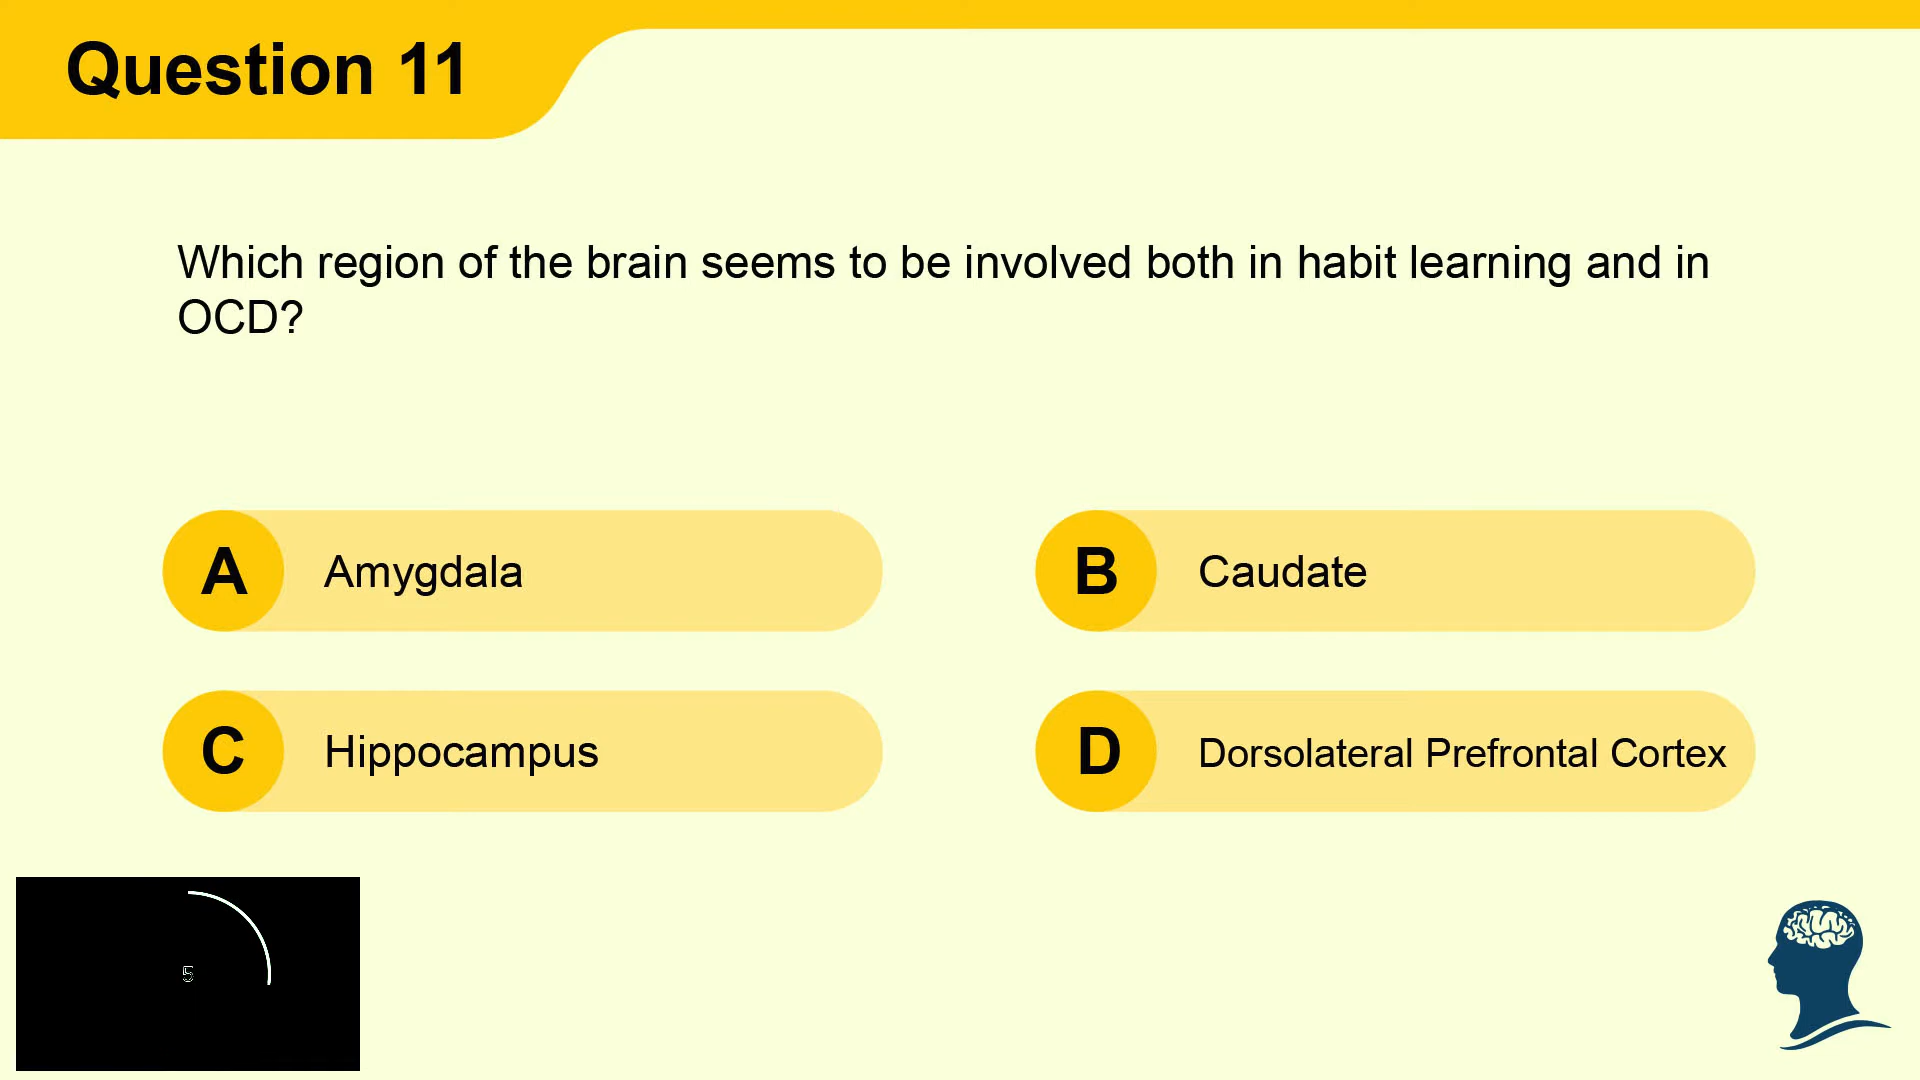 Question 11
Which region of the brain seems to be involved both in habit learning and in
OCD?
A Amygdala
B Caudate
C Hippocampus
D Dorsolateral Prefrontal Cortex
5